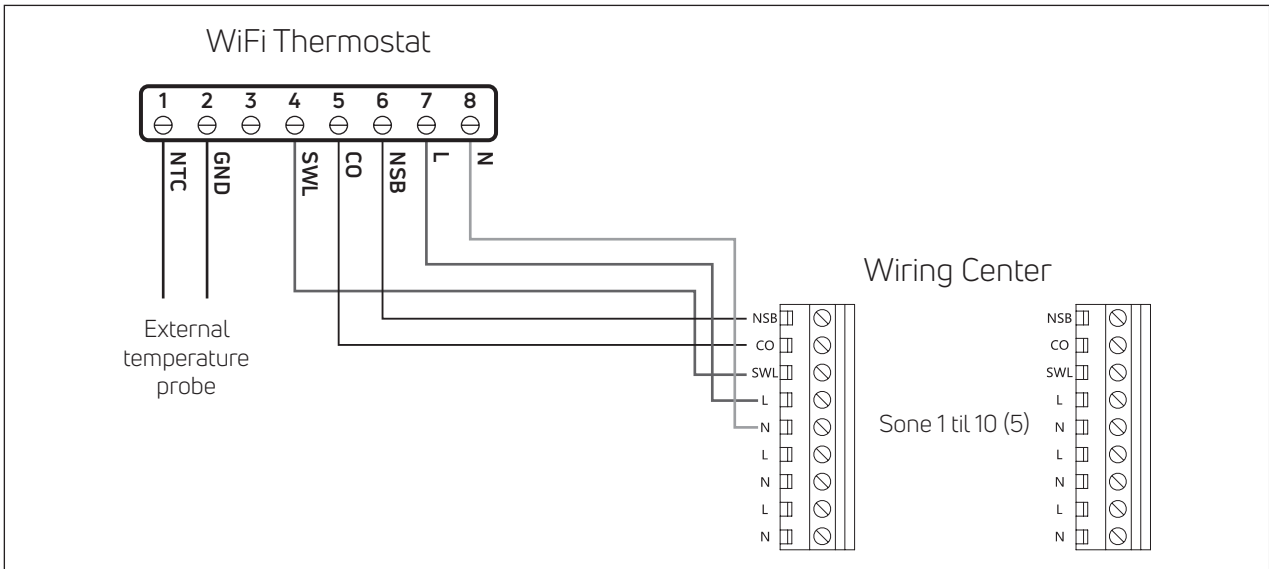 WiFi Thermostat
1 2 3 4 5 6 7 8
NTC
GND
SWL
CO
NSB
L
N
External
temperature
probe
Wiring Center
NSB
CO
SWL
L
N
L
N
L
N
Sone 1 til 10 (5)
NSB
CO
SWL
L
N
L
N
L
N